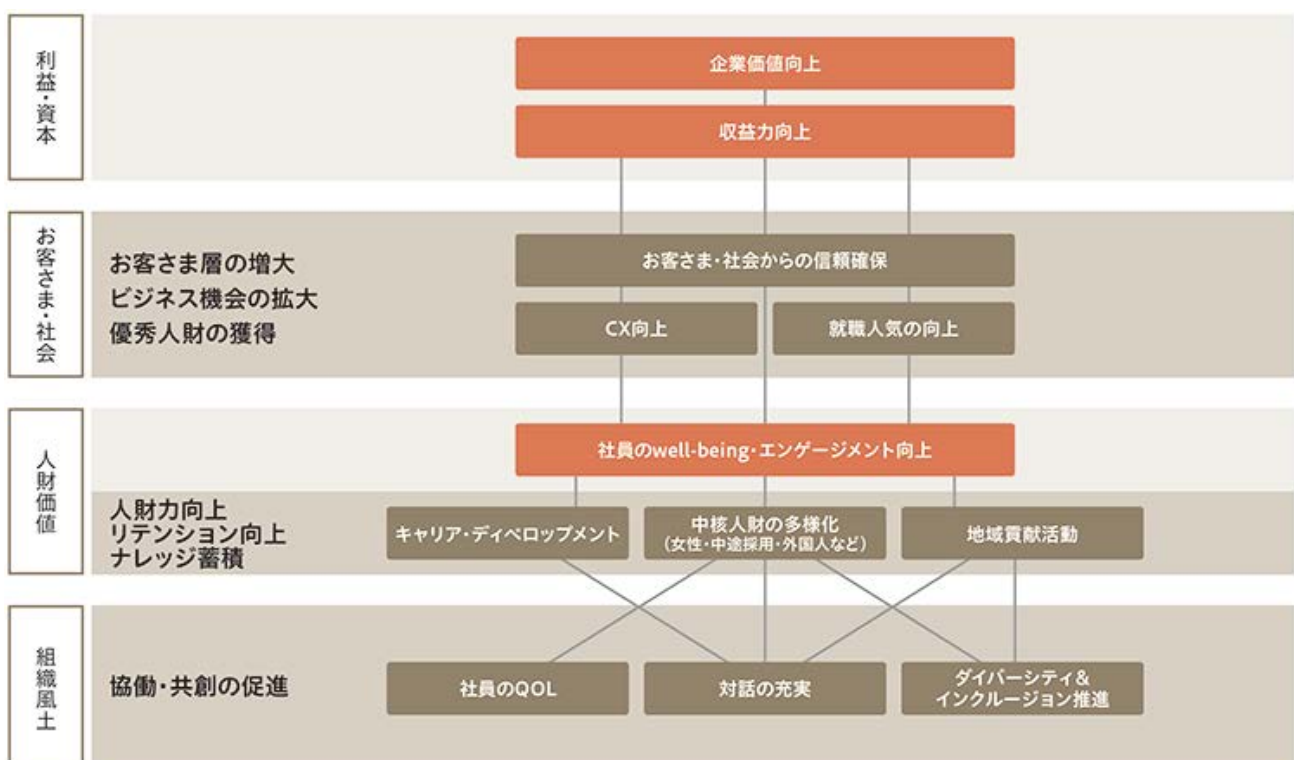 利益・資本
企業価値向上
収益力向上
お客さま・社会
お客さま層の増大
ビジネス機会の拡大
優秀人財の獲得
お客さま・社会からの信頼確保
CX向上
就職人気の向上
人財価値
社員のwell-being・エンゲージメント向上
人財力向上
リテンション向上
ナレッジ蓄積
キャリア・ディベロップメント
中核人財の多様化
(女性・中途採用・外国人など)
地域貢献活動
組織風土
協働・共創の促進
社員のQOL
対話の充実
ダイバーシティ&
インクルージョン推進